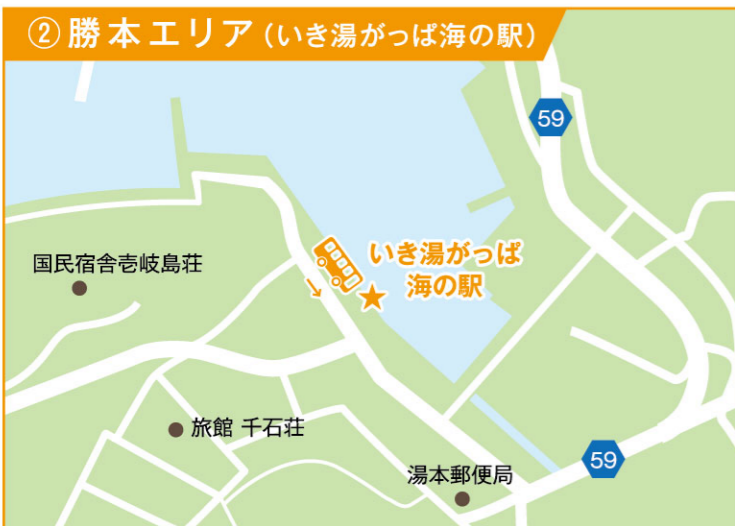 ②勝本エリア（いき湯がっぱ海の駅）
59
国民宿舎壱岐島荘
いき湯がっぱ
海の駅
旅館 千石荘
59
湯本郵便局